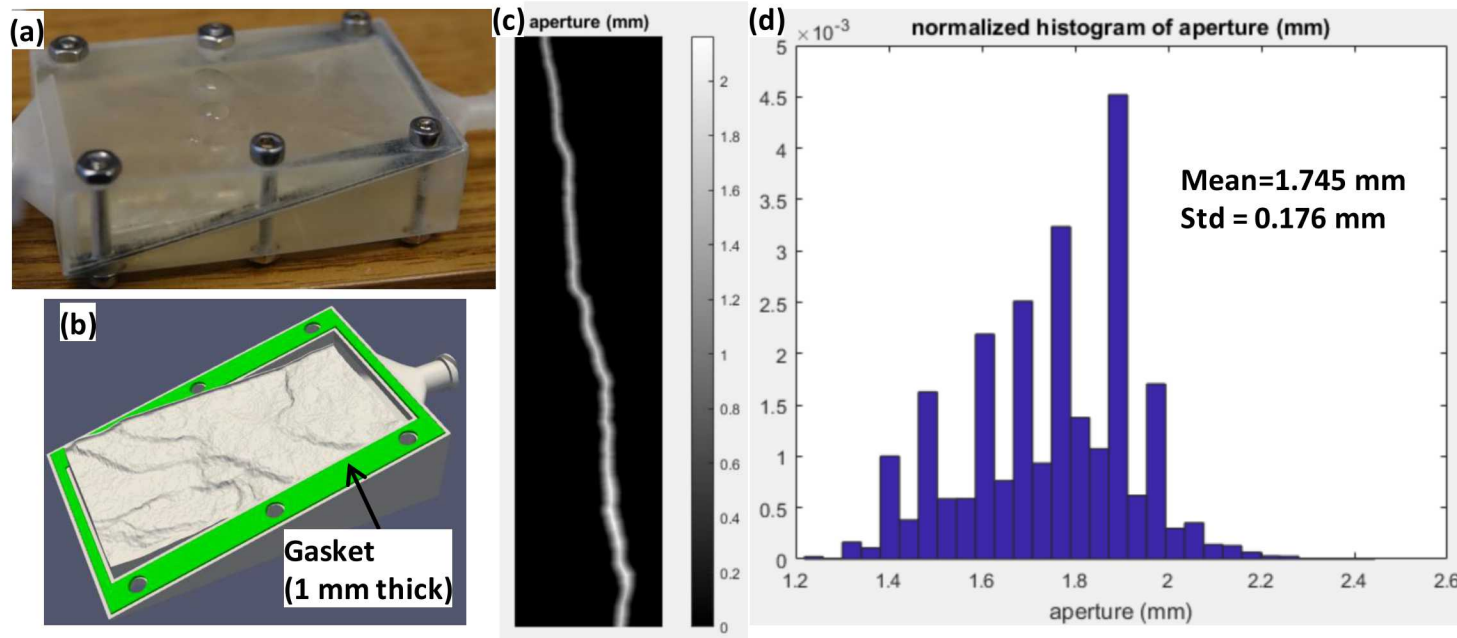 (a)
(b)
Gasket
(1 mm thick)
(c)
aperture (mm)
2
1.8
1.6
1.4
1.2
1
0.8
0.6
0.4
0.2
0
(d)
×10⁻³
normalized histogram of aperture (mm)
5
4.5
4
3.5
3
2.5
2
1.5
1
0.5
0
Mean=1.745 mm
Std = 0.176 mm
1.2 1.4 1.6 1.8 2 2.2 2.4 2.6
aperture (mm)